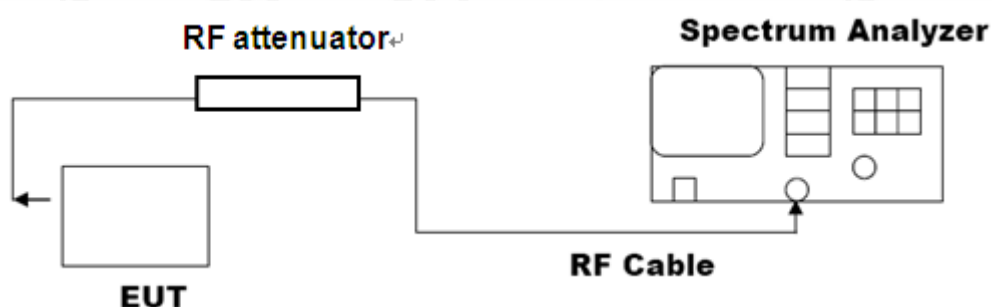 RF attenuator↵
Spectrum Analyzer
RF Cable
EUT